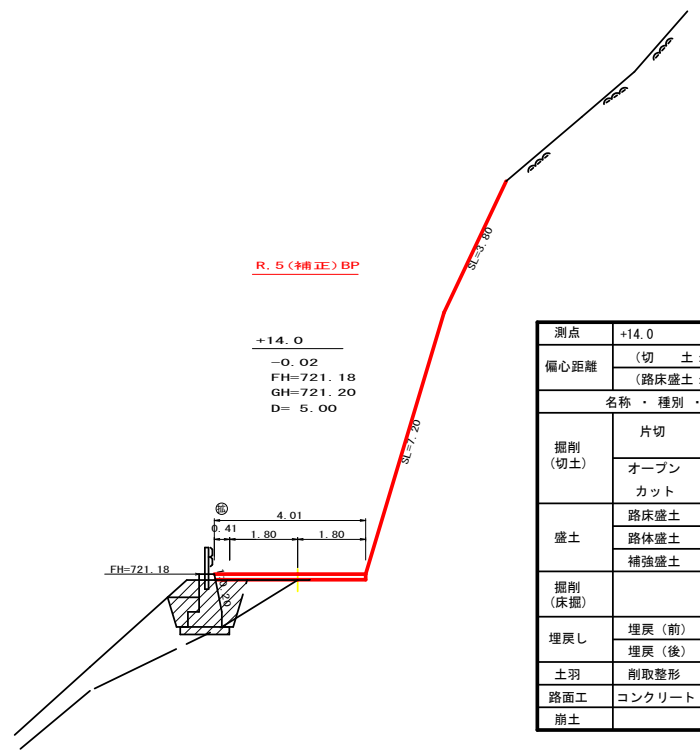 R.5(補正)BP
+14.0
-0.02
FH=721.18
GH=721.20
D= 5.00
SL=3.80
SL=7.20
拡
4.01
0.41
1.80
1.80
FH=721.18
測点 +14.0
偏心距離 (切 土
(路床盛土
名称 ・ 種別 ・
掘削
(切土)
片切
オープン
カット
盛土
路床盛土
路体盛土
補強盛土
掘削
(床掘)
埋戻し
埋戻(前)
埋戻(後)
土羽 削取整形
路面工 コンクリート
崩土